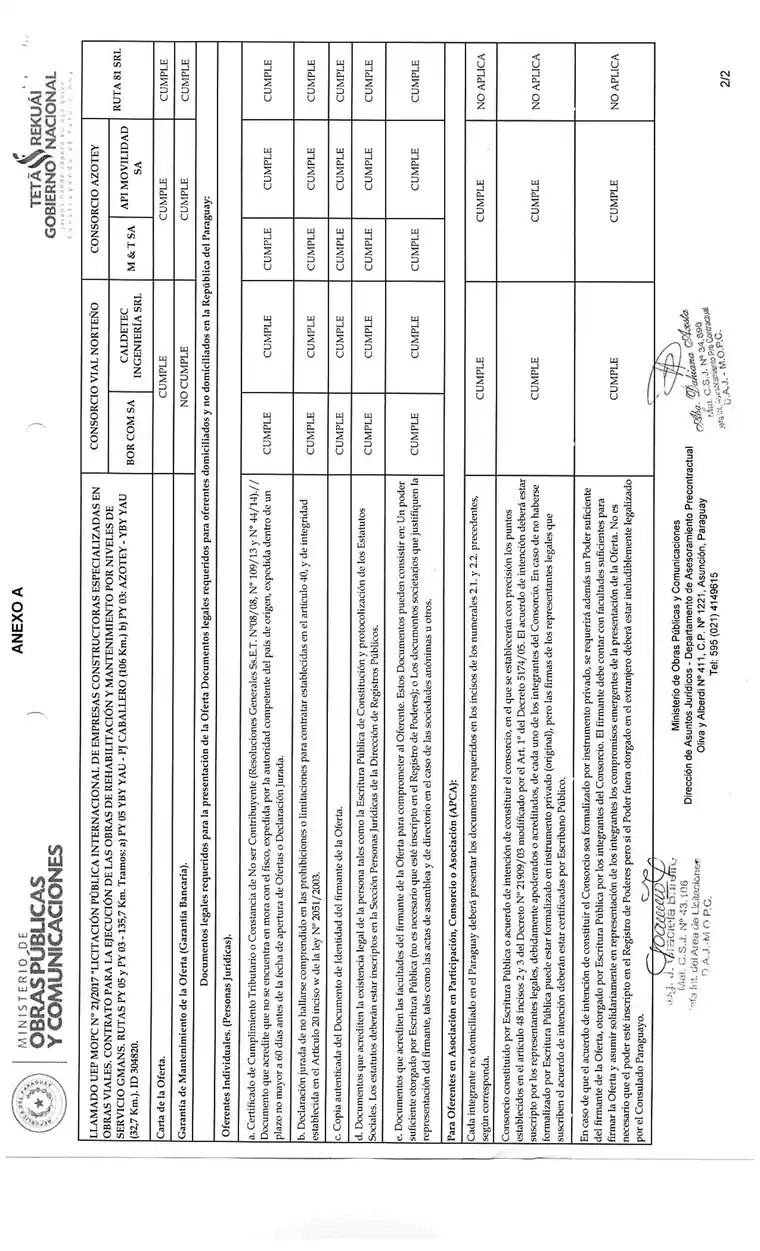 ANEXO A
MINISTERIO DE
OBRAS PÚBLICAS
Y COMUNICACIONES
TETÃ REKUÁI
GOBIERNO NACIONAL
LLAMADO UEP MOPC N° 21/2017 "LICITACIÓN PÚBLICA INTERNACIONAL DE EMPRESAS CONSTRUCTORAS ESPECIALIZADAS EN
OBRAS VIALES. CONTRATO PARA LA EJECUCIÓN DE LAS OBRAS DE REHABILITACIÓN Y MANTENIMIENTO POR NIVELES DE
SERVICIO GMANS. RUTAS PY 05 y PY 03 - 135,7 Km. Tramos: a) PY 05 YBY YAU - PJ CABALLERO (106 Km.) b) PY 03: AZOTEY - YBY YAU
(32,7 Km.). ID 304820.
CONSORCIO VIAL NORTEÑO
CONSORCIO AZOTEY
RUTA 81 SRL
BOR COM SA
CALDETEC
INGENIERÍA SRL
M & T SA
API MOVILIDAD
SA
Carta de la Oferta.
CUMPLE
CUMPLE
CUMPLE
Garantía de Mantenimiento de la Oferta (Garantía Bancaria).
NO CUMPLE
CUMPLE
CUMPLE
Documentos legales requeridos para la presentación de la Oferta Documentos legales requeridos para oferentes domiciliados y no domiciliados en la República del Paraguay:
Oferentes Individuales. (Personas Jurídicas).
a. Certificado de Cumplimiento Tributario o Constancia de No ser Contribuyente (Resoluciones Generales Ss.E.T. N°08/08, N° 109/13 y N° 44/14).//
Documento que acredite que no se encuentra en mora con el fisco, expedida por la autoridad competente del país de origen, expedida dentro de un
plazo no mayor a 60 días antes de la fecha de apertura de Ofertas o Declaración Jurada.
CUMPLE
CUMPLE
CUMPLE
CUMPLE
CUMPLE
b. Declaración jurada de no hallarse comprendido en las prohibiciones o limitaciones para contratar establecidas en el artículo 40, y de integridad
establecida en el Artículo 20 inciso w de la ley N° 2051/2003.
CUMPLE
CUMPLE
CUMPLE
CUMPLE
CUMPLE
c. Copia autenticada del Documento de Identidad del firmante de la Oferta.
CUMPLE
CUMPLE
CUMPLE
CUMPLE
CUMPLE
d. Documentos que acrediten la existencia legal de la persona tales como la Escritura Pública de Constitución y protocolización de los Estatutos
Sociales. Los estatutos deberán estar inscriptos en la Sección Personas Jurídicas de la Dirección de Registros Públicos.
CUMPLE
CUMPLE
CUMPLE
CUMPLE
CUMPLE
e. Documentos que acrediten las facultades del firmante de la Oferta para comprometer al Oferente. Estos Documentos pueden consistir en: Un poder
suficiente otorgado por Escritura Pública (no es necesario que esté inscripto en el Registro de Poderes); o Los documentos societarios que justifiquen la
representación del firmante, tales como las actas de asamblea y de directorio en el caso de las sociedades anónimas u otros.
CUMPLE
CUMPLE
CUMPLE
CUMPLE
CUMPLE
Para Oferentes en Asociación en Participación, Consorcio o Asociación (APCA):
Cada integrante no domiciliado en el Paraguay deberá presentar los documentos requeridos en los incisos de los numerales 2.1. y 2.2. precedentes,
según corresponda.
CUMPLE
CUMPLE
NO APLICA
Consorcio constituido por Escritura Pública o acuerdo de intención de constituir el consorcio, en el que se establecerán con precisión los puntos
establecidos en el artículo 48 incisos 2 y 3 del Decreto N° 21909/03 modificado por el Art. 1° del Decreto 5174/05. El acuerdo de intención deberá estar
suscripto por los representantes legales, debidamente apoderados o acreditados, de cada uno de los integrantes del Consorcio. En caso de no haberse
formalizado por Escritura Pública puede estar formalizado en instrumento privado (original), pero las firmas de los representantes legales que
suscriben el acuerdo de intención deberán estar certificadas por Escribano Público.
CUMPLE
CUMPLE
NO APLICA
En caso de que el acuerdo de intención de constituir el Consorcio sea formalizado por instrumento privado, se requerirá además un Poder suficiente
del firmante de la Oferta, otorgado por Escritura Pública por los integrantes del Consorcio. El firmante debe contar con facultades suficientes para
firmar la Oferta y asumir solidariamente en representación de los integrantes los compromisos emergentes de la presentación de la Oferta. No es
necesario que el poder esté inscripto en el Registro de Poderes pero si el Poder fuera otorgado en el extranjero deberá estar ineludiblemente legalizado
por el Consulado Paraguayo.
CUMPLE
CUMPLE
NO APLICA
Mat. C.S.J. N° 43.106
Jefa Int. del Area de Licitaciones
D.A.J.-M.O.P.C.
Ministerio de Obras Públicas y Comunicaciones
Dirección de Asuntos Jurídicos - Departamento de Asesoramiento Precontractual
Oliva y Alberdi N° 411, C.P. N° 1221, Asunción, Paraguay
Tel: 595 (021) 4149615
Abg. Dahiana Acosta
Mat. C.S.J. N° 34.696
D.A.J. - M.O.P.C.
2/2